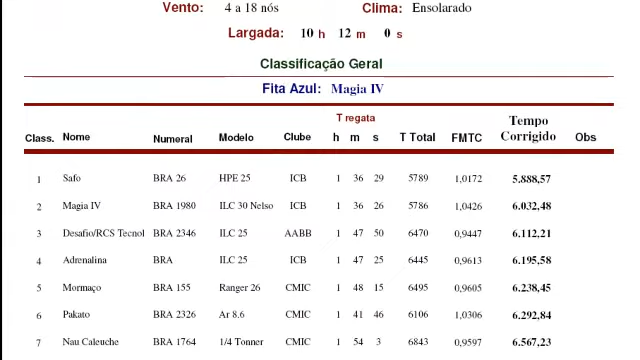 Vento: 4 a 18 nós Clima: Ensolarado
Largada: 10 h 12 m 0 s
Classificação Geral
Fita Azul: Magia IV
T regata
Class. Nome Numeral Modelo Clube h m s T Total FMTC Tempo Corrigido Obs
1 Safo BRA 26 HPE 25 ICB 1 36 29 5789 1,0172 5.888,57
2 Magia IV BRA 1980 ILC 30 Nelso ICB 1 36 26 5786 1,0426 6.032,48
3 Desafio/RCS Tecnol BRA 2346 ILC 25 AABB 1 47 50 6470 0,9447 6.112,21
4 Adrenalina BRA ILC 25 ICB 1 47 25 6445 0,9613 6.195,58
5 Mormaço BRA 155 Ranger 26 CMIC 1 48 15 6495 0,9605 6.238,45
6 Pakato BRA 2326 Ar 8.6 CMIC 1 41 46 6106 1,0306 6.292,84
7 Nau Caleuche BRA 1764 1/4 Tonner CMIC 1 54 3 6843 0,9597 6.567,23